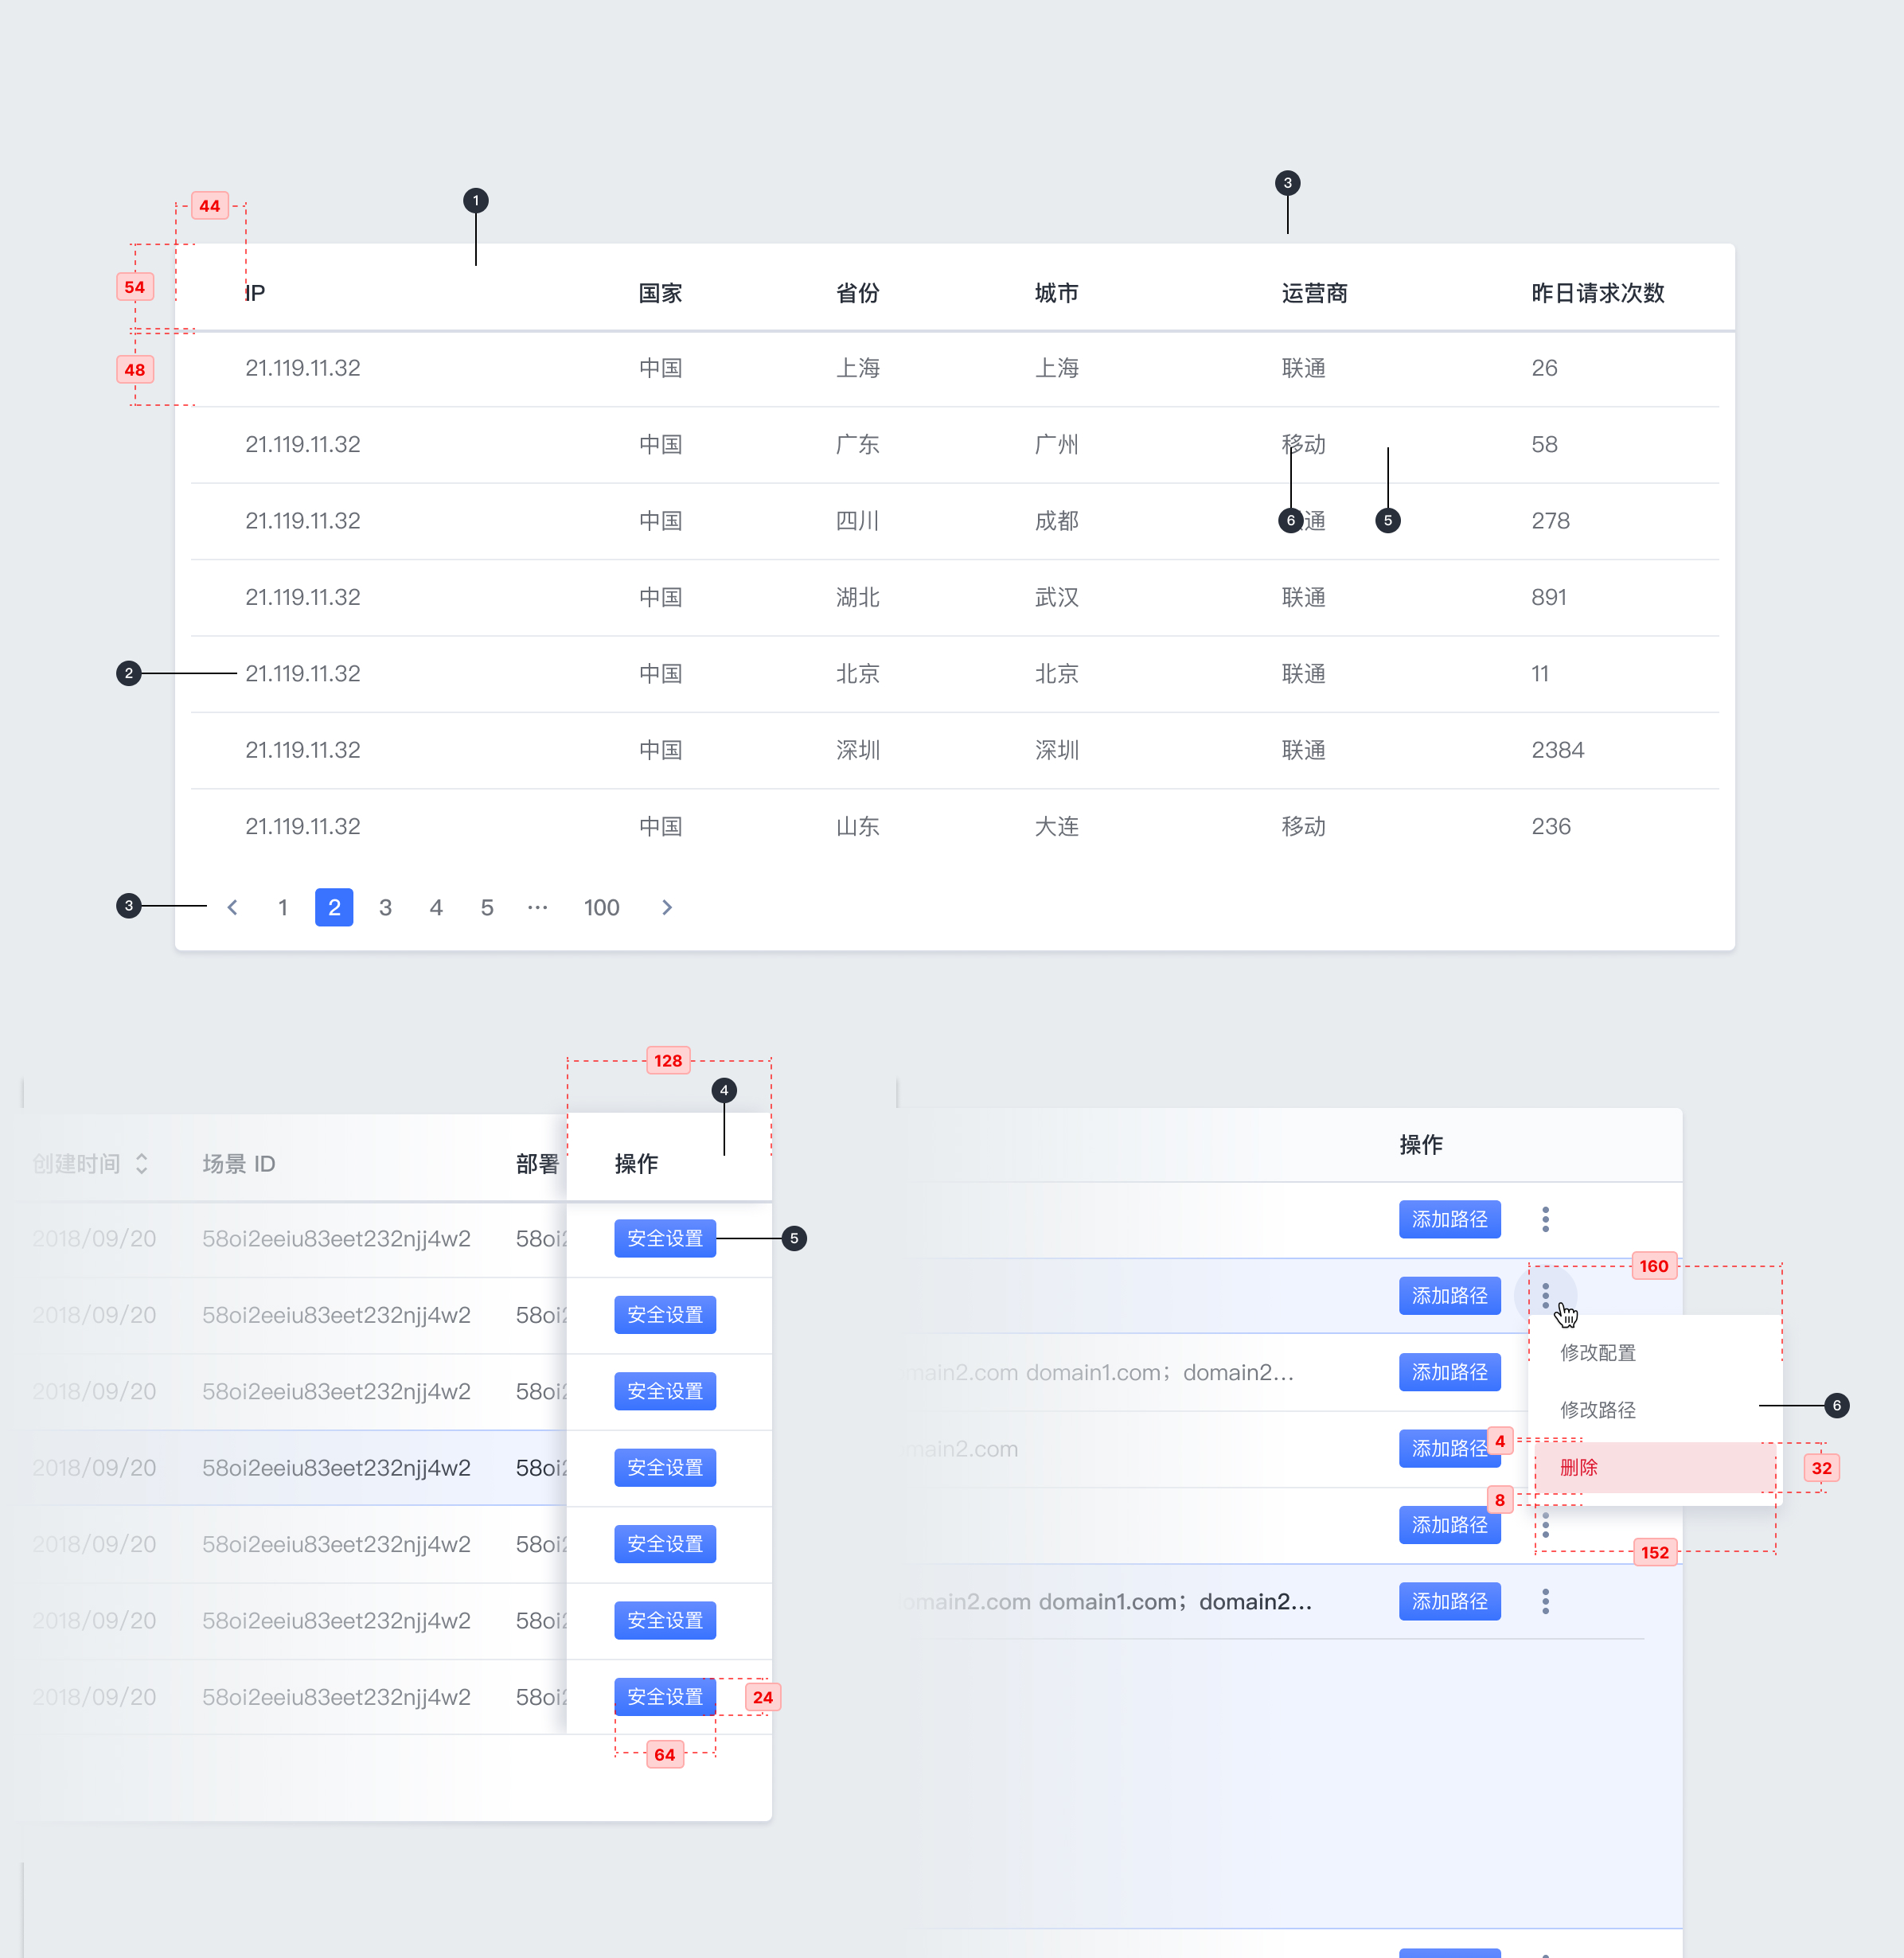 44
1
3
54
IP 国家 省份 城市 运营商 昨日请求次数
48
21.119.11.32 中国 上海 上海 联通 26
21.119.11.32 中国 广东 广州 移动 58
21.119.11.32 中国 四川 成都 6 通 5 278
21.119.11.32 中国 湖北 武汉 联通 891
2 21.119.11.32 中国 北京 北京 联通 11
21.119.11.32 中国 深圳 深圳 联通 2384
21.119.11.32 中国 山东 大连 移动 236
3 1 2 3 4 5 ··· 100
128
4
创建时间 场景 ID 部署 操作
2018/09/20 58oi2eeiu83eet232njj4w2 58oi2 安全设置 5
2018/09/20 58oi2eeiu83eet232njj4w2 58oi2 安全设置
2018/09/20 58oi2eeiu83eet232njj4w2 58oi2 安全设置
2018/09/20 58oi2eeiu83eet232njj4w2 58oi2 安全设置
2018/09/20 58oi2eeiu83eet232njj4w2 58oi2 安全设置
2018/09/20 58oi2eeiu83eet232njj4w2 58oi2 安全设置
2018/09/20 58oi2eeiu83eet232njj4w2 58oi2 安全设置 24
64
操作
添加路径
160
添加路径
修改配置
main2.com domain1.com；domain2... 添加路径
修改路径 6
main2.com 添加路径 4
删除 32
8
添加路径
152
omain2.com domain1.com；domain2... 添加路径